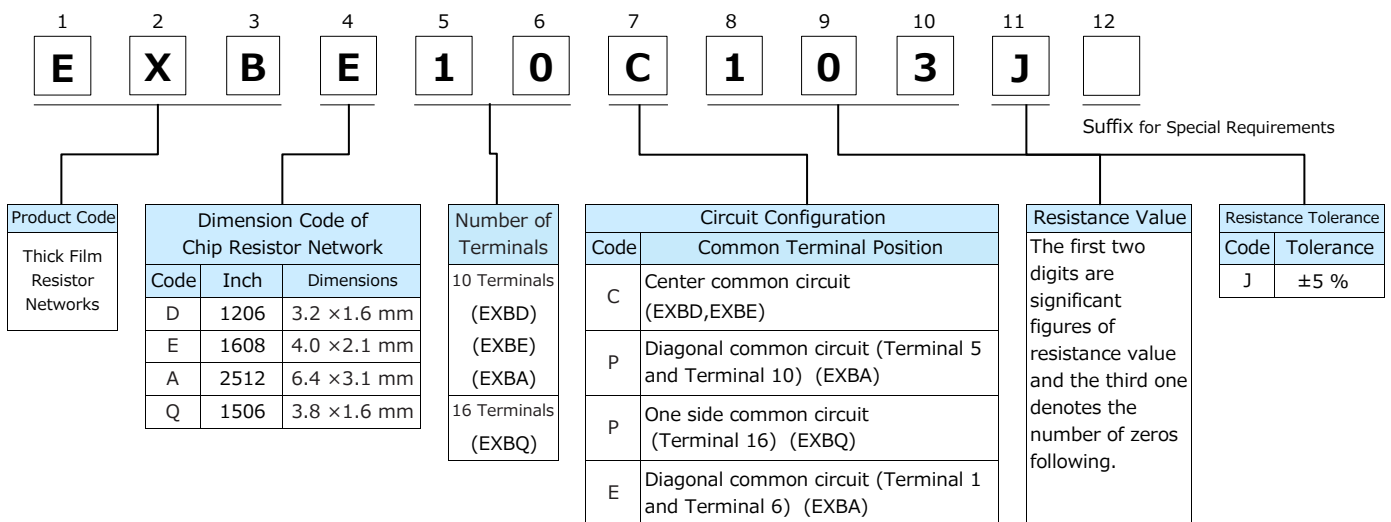 1 2 3 4 5 6 7 8 9 10 11 12
E X B E 1 0 C 1 0 3 J
Suffix for Special Requirements
Product Code
Thick Film
Resistor
Networks
Dimension Code of
Chip Resistor Network
Code Inch Dimensions
D 1206 3.2 ×1.6 mm
E 1608 4.0 ×2.1 mm
A 2512 6.4 ×3.1 mm
Q 1506 3.8 ×1.6 mm
Number of
Terminals
10 Terminals
(EXBD)
(EXBE)
(EXBA)
16 Terminals
(EXBQ)
Circuit Configuration
Code Common Terminal Position
C Center common circuit
(EXBD,EXBE)
P Diagonal common circuit (Terminal 5
and Terminal 10) (EXBA)
P One side common circuit
(Terminal 16) (EXBQ)
E Diagonal common circuit (Terminal 1
and Terminal 6) (EXBA)
Resistance Value
The first two
digits are
significant
figures of
resistance value
and the third one
denotes the
number of zeros
following.
Resistance Tolerance
Code Tolerance
J ±5 %